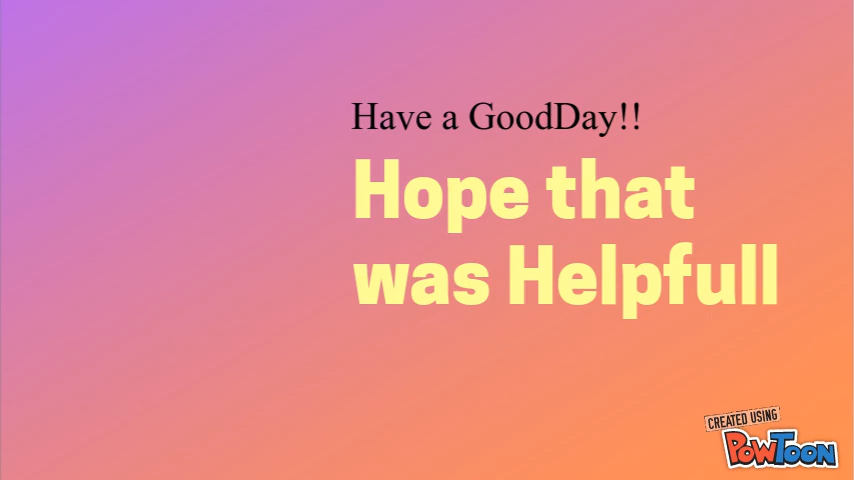 Have a GoodDay!!
Hope that
was Helpfull
CREATED USING
POWTOON